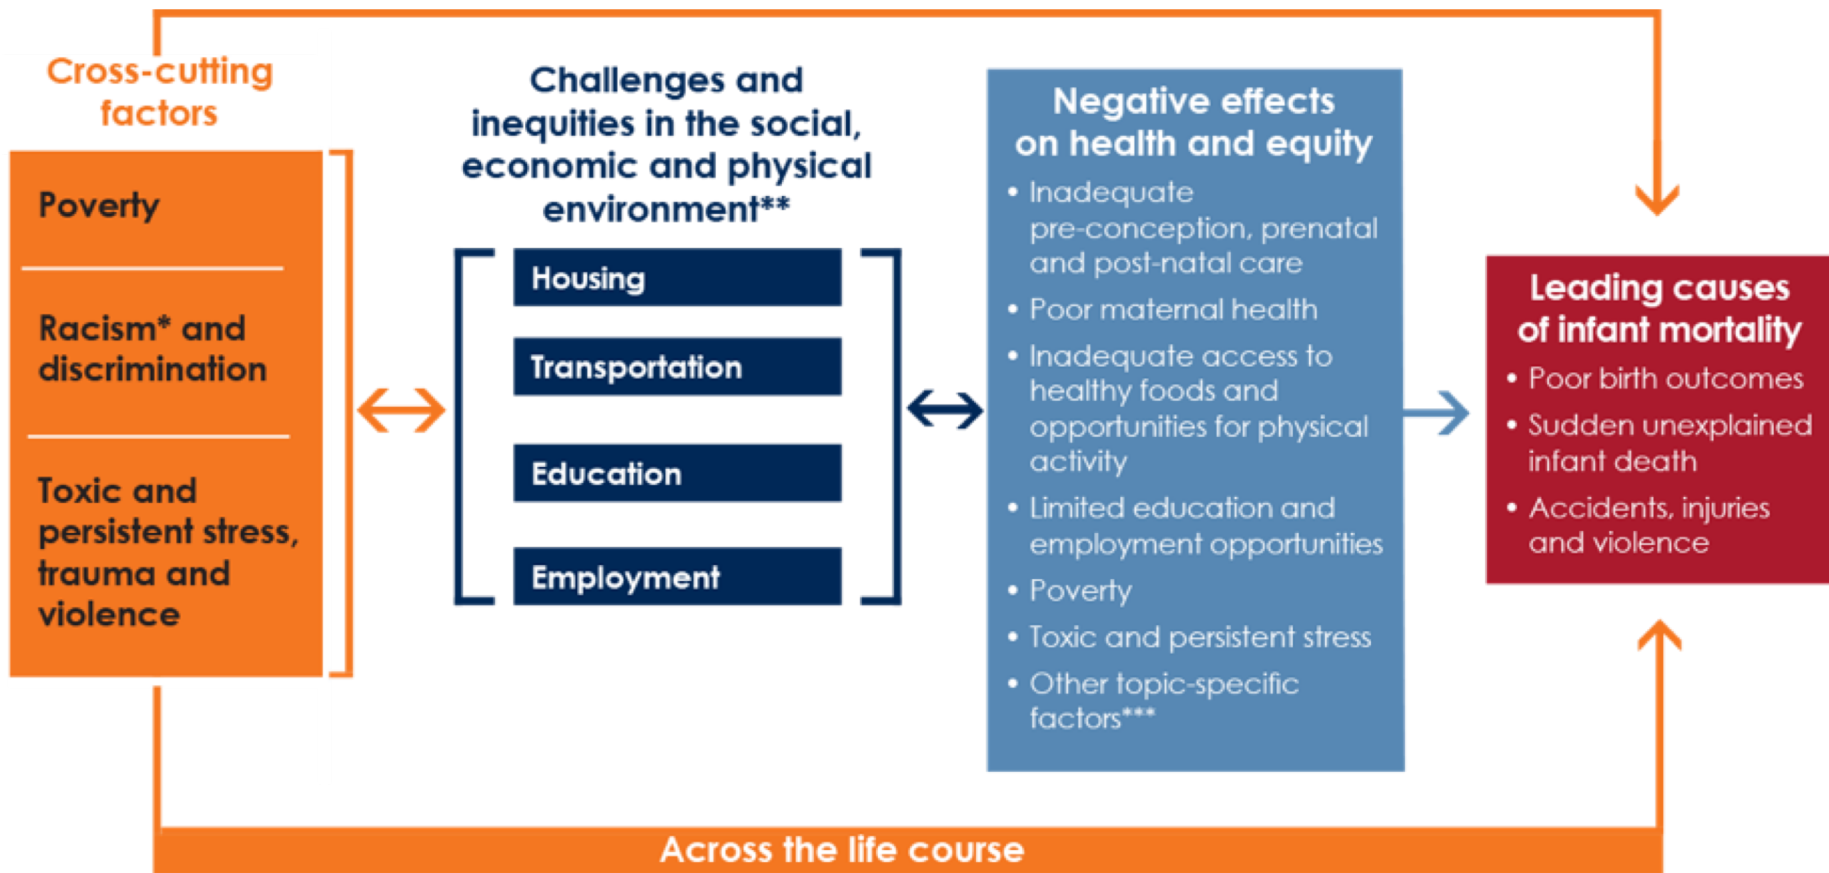 Cross-cutting
factors
Poverty
Racism* and
discrimination
Toxic and
persistent stress,
trauma and
violence
Challenges and
inequities in the social,
economic and physical
environment**
Housing
Transportation
Education
Employment
Negative effects
on health and equity
• Inadequate
pre-conception, prenatal
and post-natal care
• Poor maternal health
• Inadequate access to
healthy foods and
opportunities for physical
activity
• Limited education and
employment opportunities
• Poverty
• Toxic and persistent stress
• Other topic-specific
factors***
Leading causes
of infant mortality
• Poor birth outcomes
• Sudden unexplained
infant death
• Accidents, injuries
and violence
Across the life course